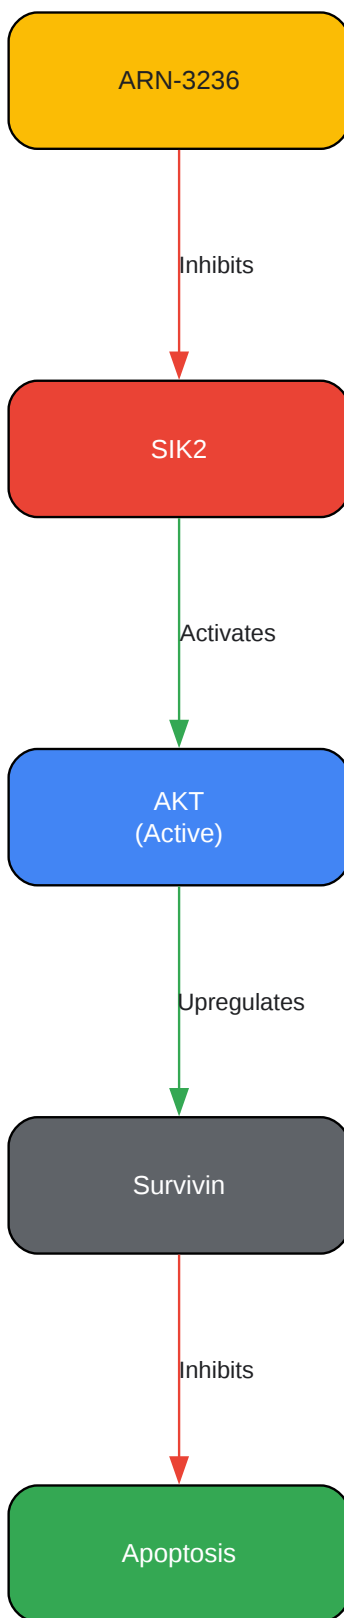 ARN-3236
Inhibits
SIK2
Activates
AKT
(Active)
Upregulates
Survivin
Inhibits
Apoptosis